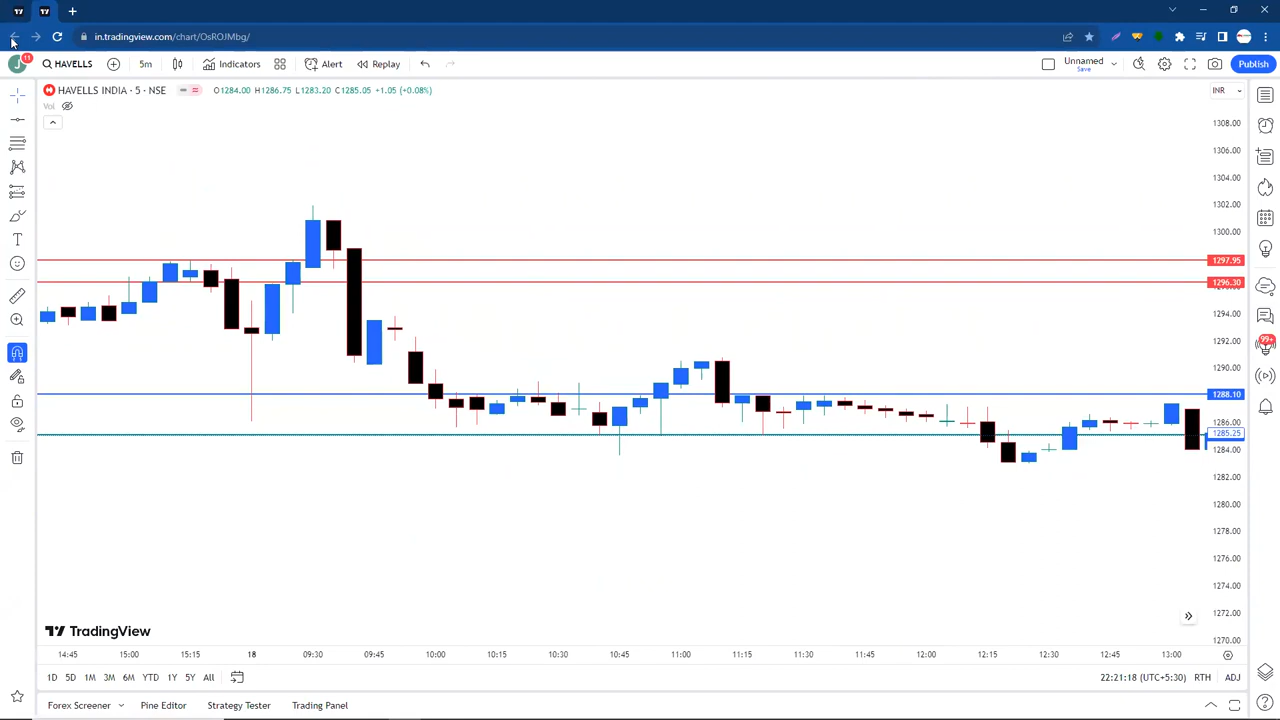 in.tradingview.com/chart/OsROJMbg/
J 11 HAVELLS 5m Indicators Alert Replay Unnamed Save Publish
HAVELLS INDIA · 5 · NSE O1284.00 H1286.75 L1283.20 C1285.05 +1.05 (+0.08%) INR
Vol
1308.00
1306.00
1304.00
1302.00
1300.00
1297.95
1296.30
1294.00
1292.00
1290.00
1288.10
1286.00
1285.25
1284.00
1282.00
1280.00
1278.00
1276.00
1274.00
1272.00
1270.00
99+
TradingView
14:45 15:00 15:15 18 09:30 09:45 10:00 10:15 10:30 10:45 11:00 11:15 11:30 11:45 12:00 12:15 12:30 12:45 13:00
1D 5D 1M 3M 6M YTD 1Y 5Y All 22:21:18 (UTC+5:30) RTH ADJ
Forex Screener Pine Editor Strategy Tester Trading Panel